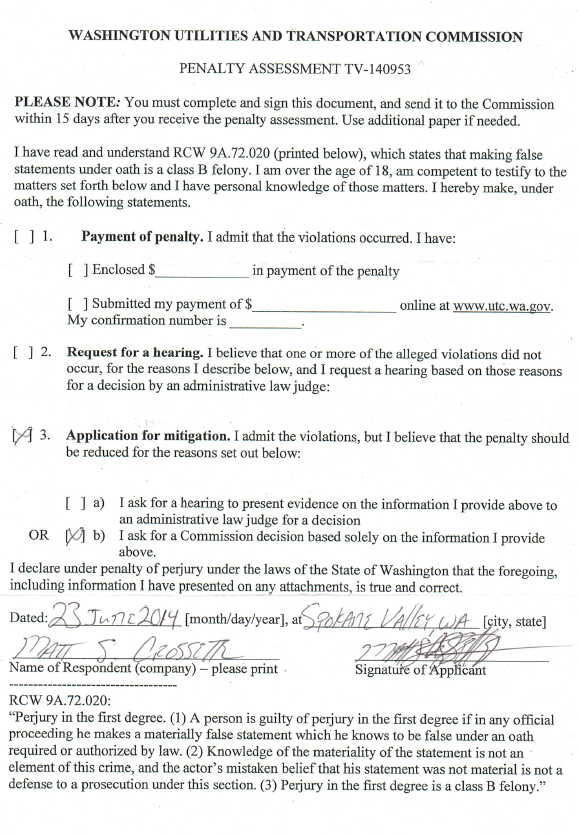 WASHINGTON UTILITIES AND TRANSPORTATION COMMISSION
PENALTY ASSESSMENT TV-140953
PLEASE NOTE: You must complete and sign this document, and send it to the Commission
within 15 days after you receive the penalty assessment. Use additional paper if needed.
I have read and understand RCW 9A.72.020 (printed below), which states that making false
statements under oath is a class B felony. I am over the age of 18, am competent to testify to the
matters set forth below and I have personal knowledge of those matters. I hereby make, under
oath, the following statements.
[ ] 1. Payment of penalty. I admit that the violations occurred. I have:
[ ] Enclosed $____________ in payment of the penalty
[ ] Submitted my payment of $___________________ online at www.utc.wa.gov.
My confirmation number is _________.
[ ] 2. Request for a hearing. I believe that one or more of the alleged violations did not
occur, for the reasons I describe below, and I request a hearing based on those reasons
for a decision by an administrative law judge:
[X] 3. Application for mitigation. I admit the violations, but I believe that the penalty should
be reduced for the reasons set out below:
[ ] a) I ask for a hearing to present evidence on the information I provide above to
an administrative law judge for a decision
OR [X] b) I ask for a Commission decision based solely on the information I provide
above.
I declare under penalty of perjury under the laws of the State of Washington that the foregoing,
including information I have presented on any attachments, is true and correct.
Dated: 23 June 2014 [month/day/year], at SPOKANE VALLEY, WA [city, state]
MATT S. CROSSETH
Name of Respondent (company) – please print Signature of Applicant
-----------------------------------
RCW 9A.72.020:
“Perjury in the first degree. (1) A person is guilty of perjury in the first degree if in any official
proceeding he makes a materially false statement which he knows to be false under an oath
required or authorized by law. (2) Knowledge of the materiality of the statement is not an
element of this crime, and the actor’s mistaken belief that his statement was not material is not a
defense to a prosecution under this section. (3) Perjury in the first degree is a class B felony.”